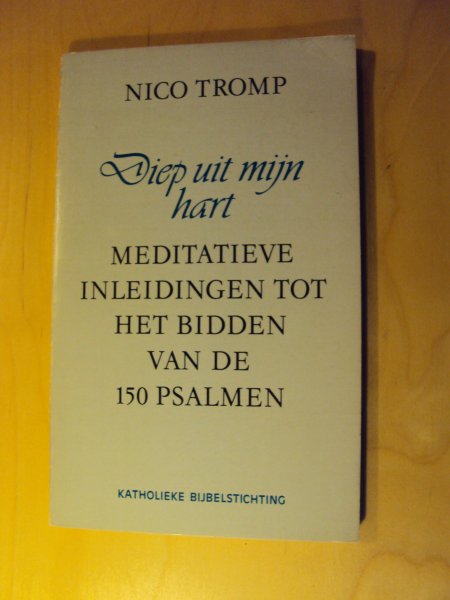 NICO TROMP
Diep uit mijn
hart
MEDITATIEVE
INLEIDINGEN TOT
HET BIDDEN
VAN DE
150 PSALMEN
KATHOLIEKE BIJBELSTICHTING